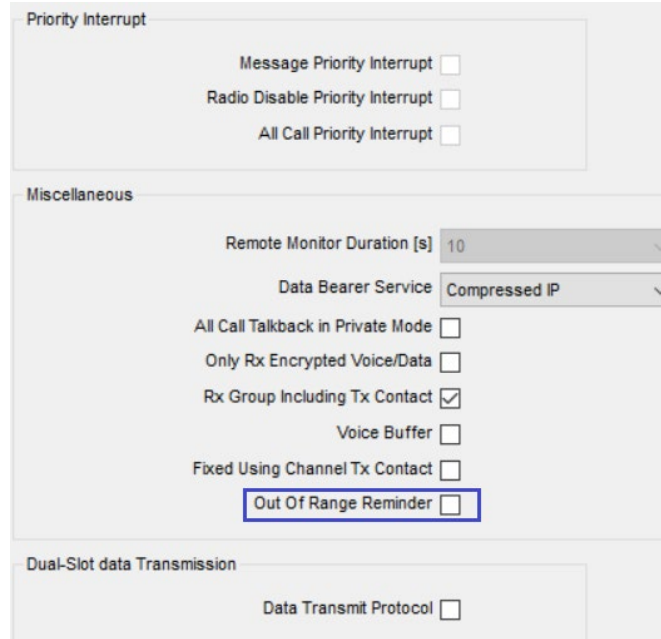 Priority Interrupt
Message Priority Interrupt
Radio Disable Priority Interrupt
All Call Priority Interrupt
Miscellaneous
Remote Monitor Duration [s] 10
Data Bearer Service Compressed IP
All Call Talkback in Private Mode
Only Rx Encrypted Voice/Data
Rx Group Including Tx Contact
Voice Buffer
Fixed Using Channel Tx Contact
Out Of Range Reminder
Dual-Slot data Transmission
Data Transmit Protocol